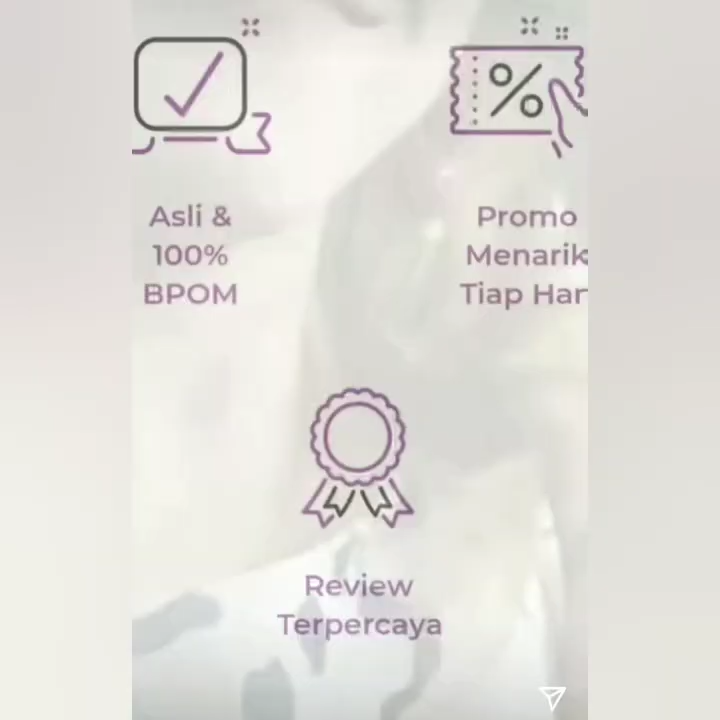 Asli &
100%
BPOM
Promo
Menarik
Tiap Har
Review
Terpercaya